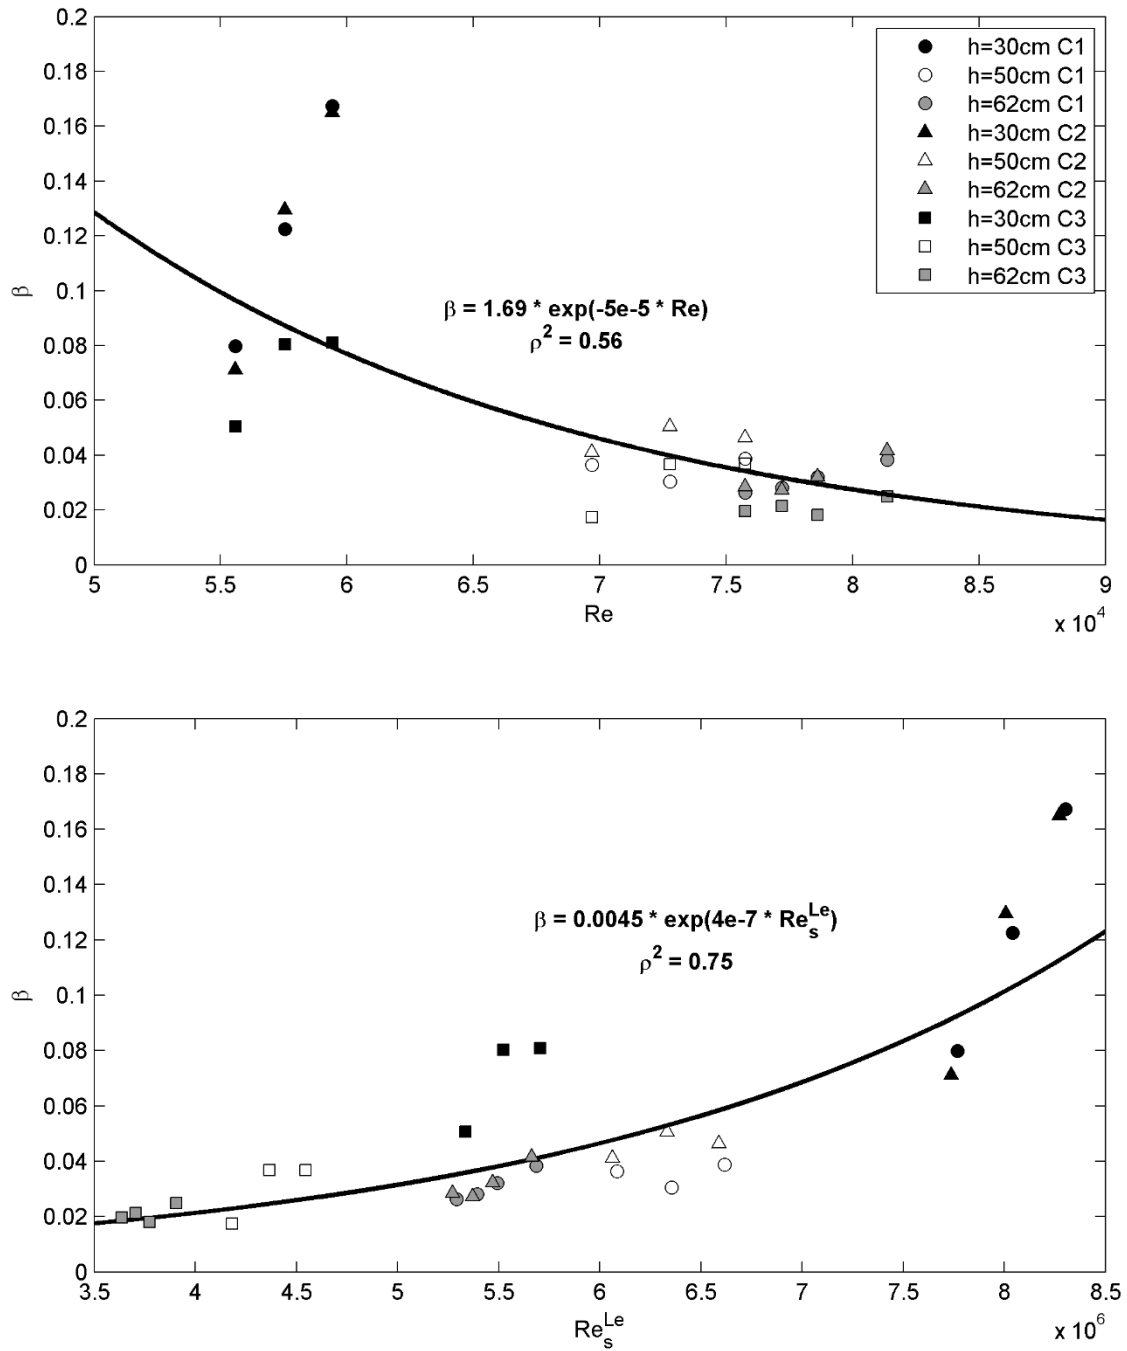 0.2
0.18
0.16
0.14
0.12
0.1
0.08
0.06
0.04
0.02
0
β
h=30cm C1
h=50cm C1
h=62cm C1
h=30cm C2
h=50cm C2
h=62cm C2
h=30cm C3
h=50cm C3
h=62cm C3
β = 1.69 * exp(-5e-5 * Re)
ρ² = 0.56
5 5.5 6 6.5 7 7.5 8 8.5 9
Re
x 10⁴
0.2
0.18
0.16
0.14
0.12
0.1
0.08
0.06
0.04
0.02
0
β
β = 0.0045 * exp(4e-7 * Re_s^Le)
ρ² = 0.75
3.5 4 4.5 5 5.5 6 6.5 7 7.5 8 8.5
Re_s^Le
x 10⁶